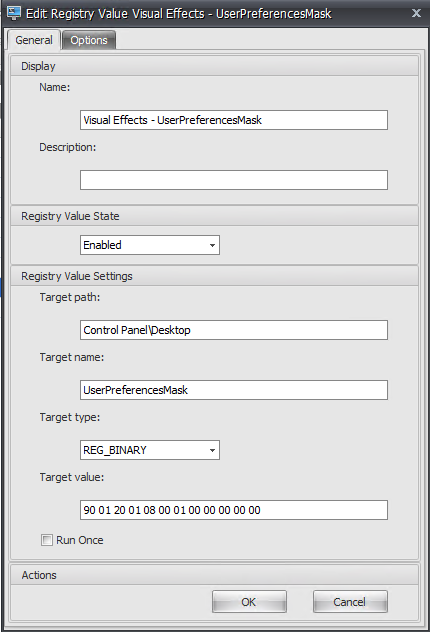 Edit Registry Value Visual Effects - UserPreferencesMask
General Options
Display
Name:
Visual Effects - UserPreferencesMask
Description:
Registry Value State
Enabled
Registry Value Settings
Target path:
Control Panel\Desktop
Target name:
UserPreferencesMask
Target type:
REG_BINARY
Target value:
90 01 20 01 08 00 01 00 00 00 00 00
Run Once
Actions
OK Cancel